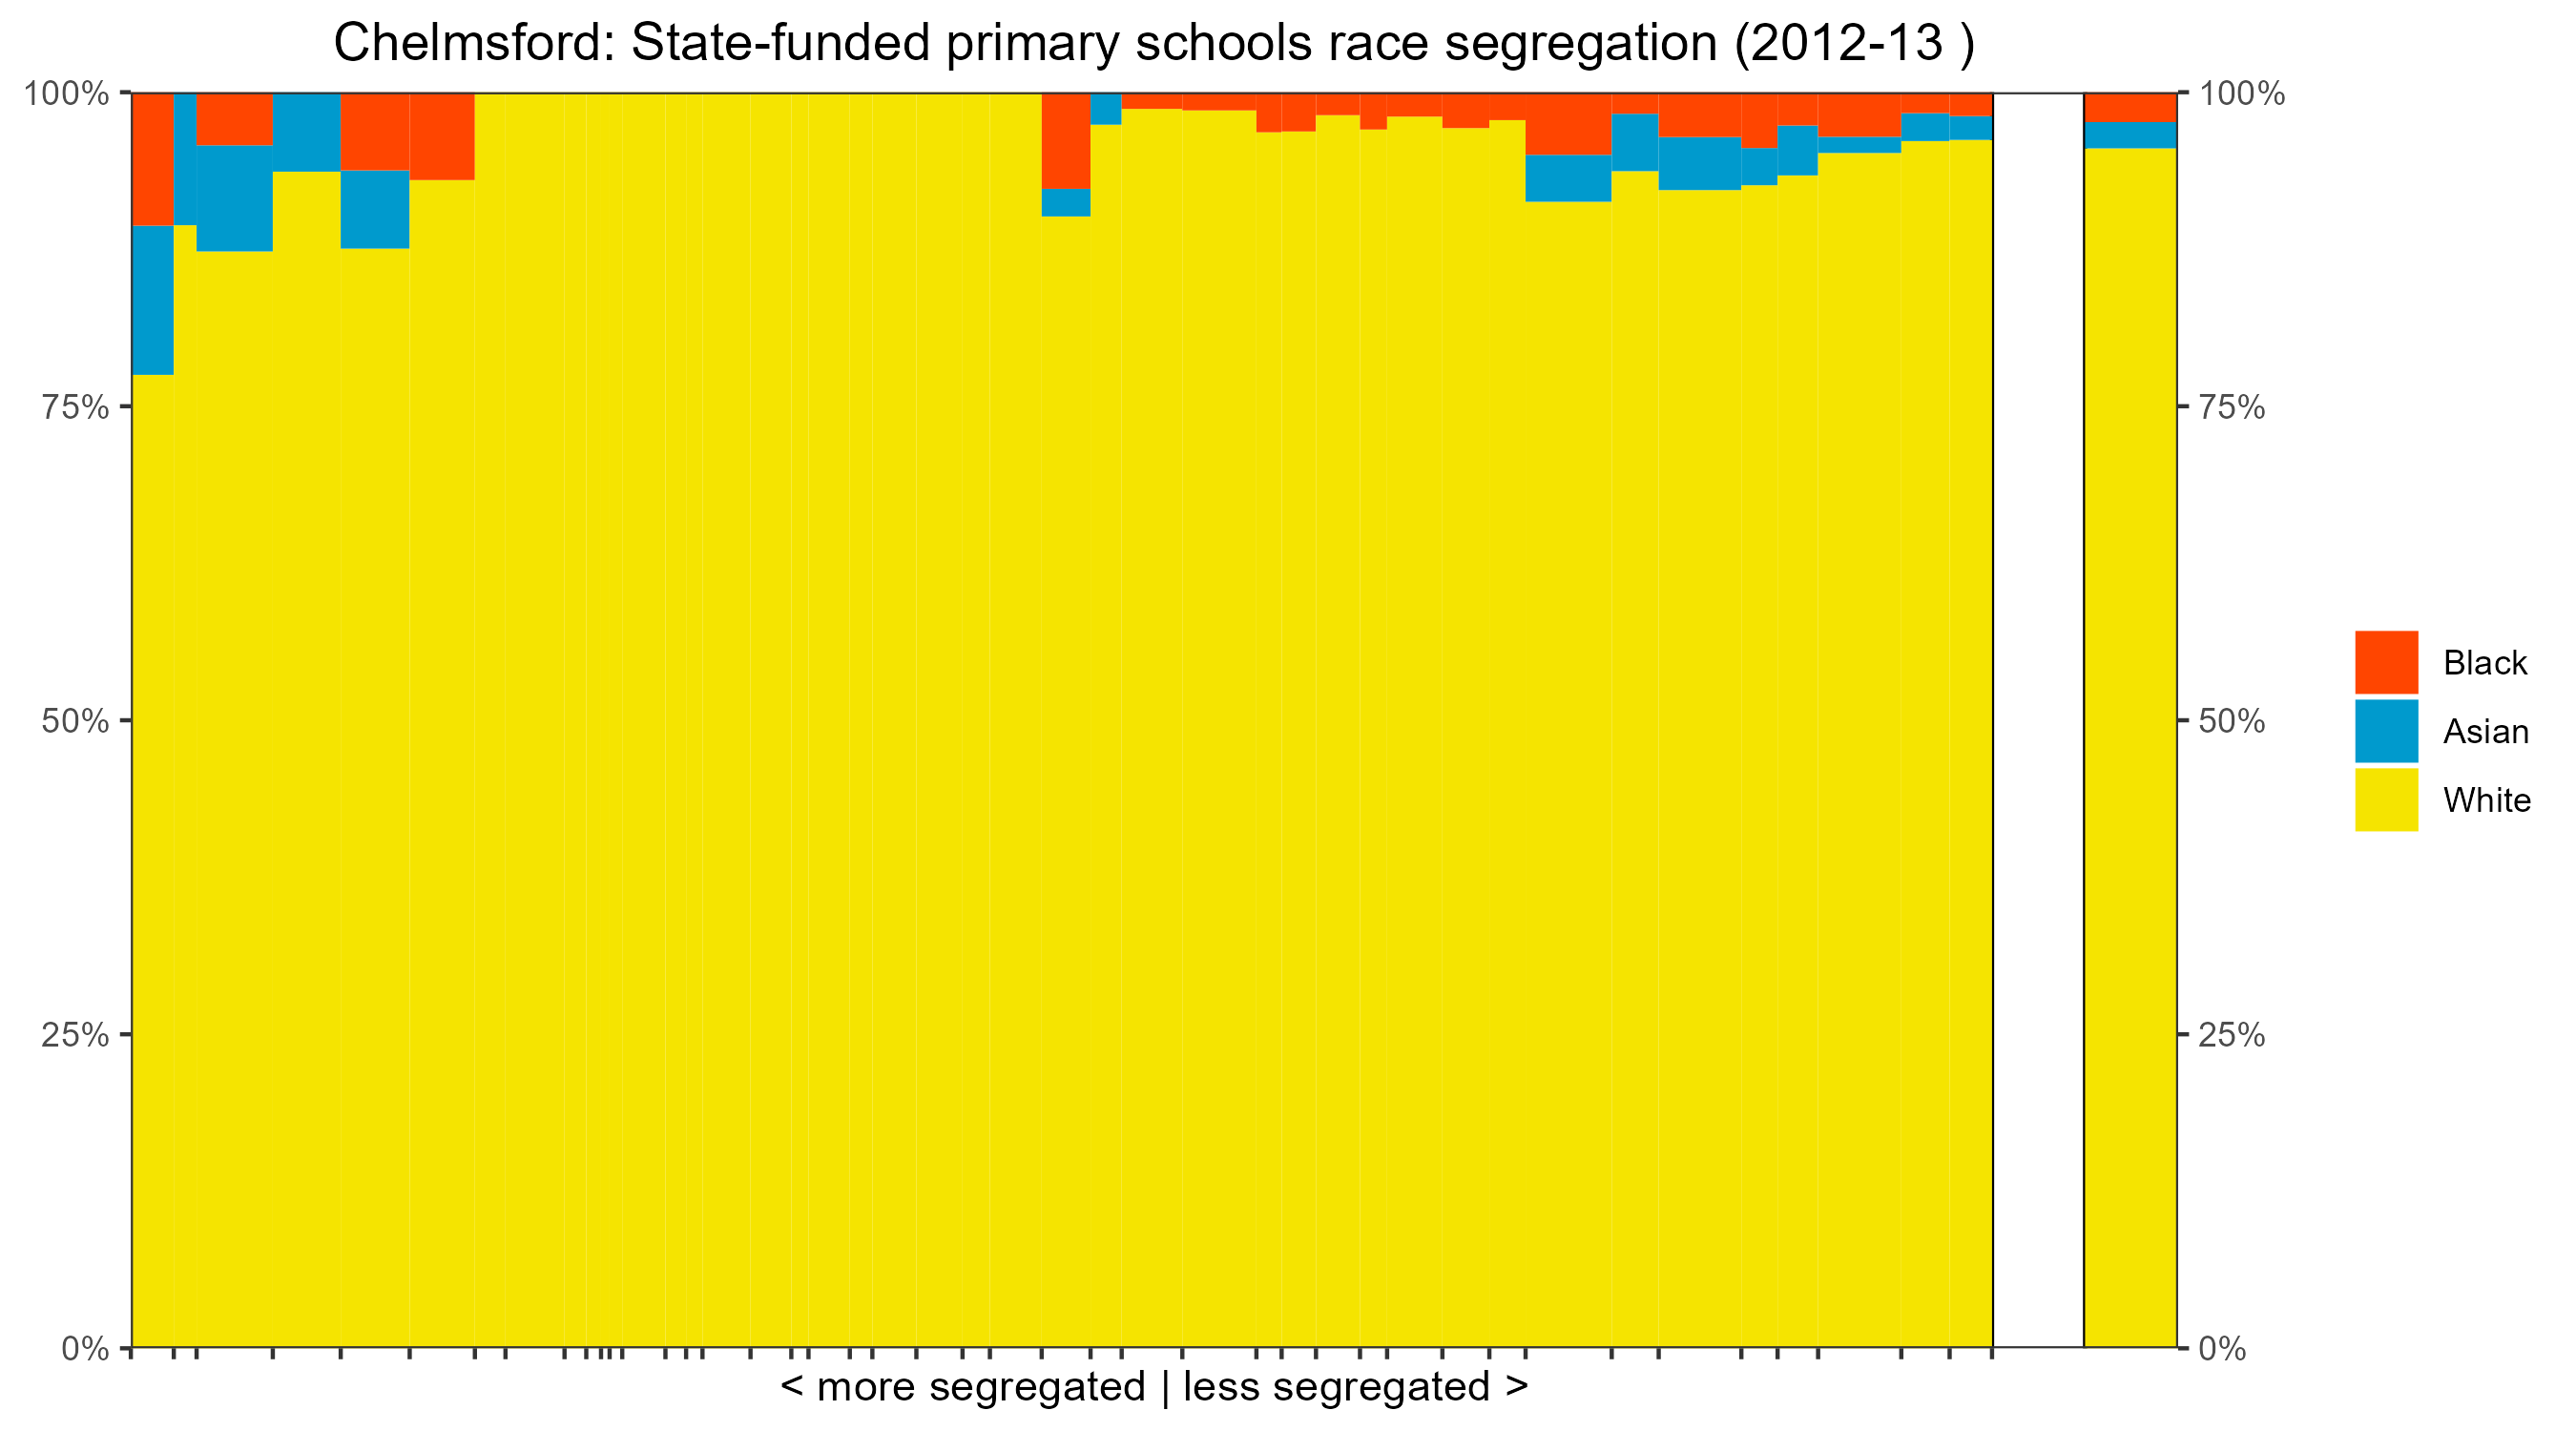 Chelmsford: State-funded primary schools race segregation (2012-13 )
100%
75%
50%
25%
0%
100%
75%
50%
25%
0%
Black
Asian
White
< more segregated | less segregated >